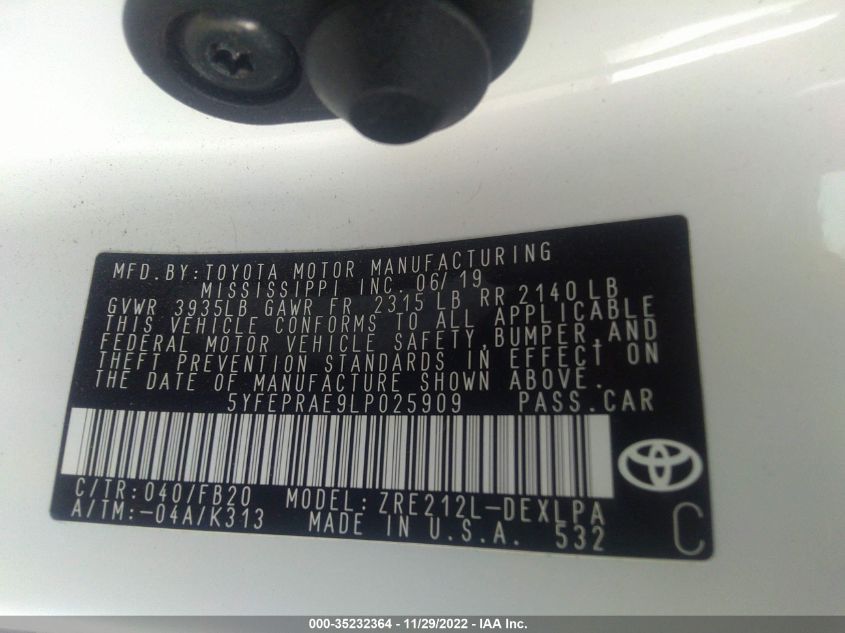 MFD.BY:TOYOTA MOTOR MANUFACTURING
MISSISSIPPI INC. 06/19
GVWR 3935LB GAWR FR 2315 LB RR 2140 LB
THIS VEHICLE CONFORMS TO ALL APPLICABLE
FEDERAL MOTOR VEHICLE SAFETY,BUMPER,AND
THEFT PREVENTION STANDARDS IN EFFECT ON
THE DATE OF MANUFACTURE SHOWN ABOVE.
5YFEPRAE9LP025909 PASS.CAR
C/TR:040/FB20 MODEL:ZRE212L-DEXLPA
A/TM:-04A/K313 MADE IN U.S.A. 532 C
000-35232364 - 11/29/2022 - IAA Inc.